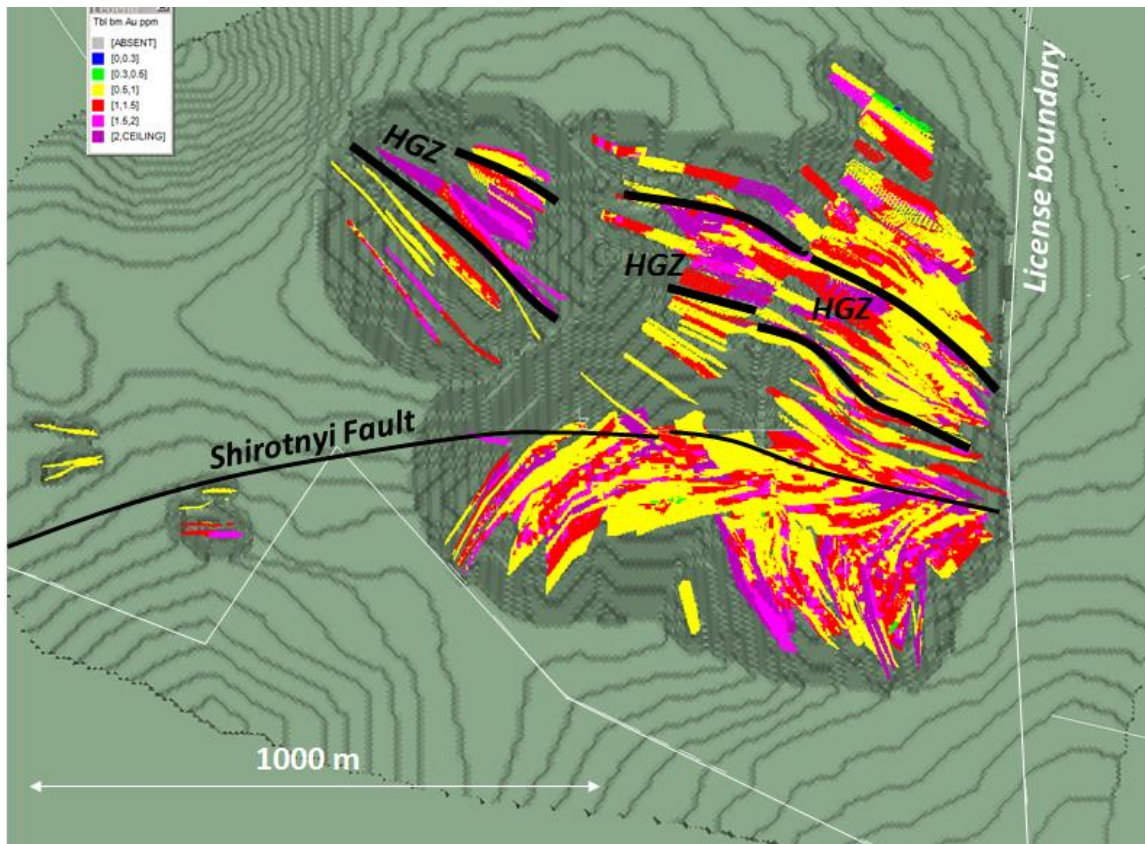 Tbl bm Au ppm
[ABSENT]
[0,0.3]
[0.3,0.5]
[0.5,1]
[1,1.5]
[1.5,2]
[2,CEILING]
License boundary
HGZ
HGZ
HGZ
Shirotnyi Fault
1000 m